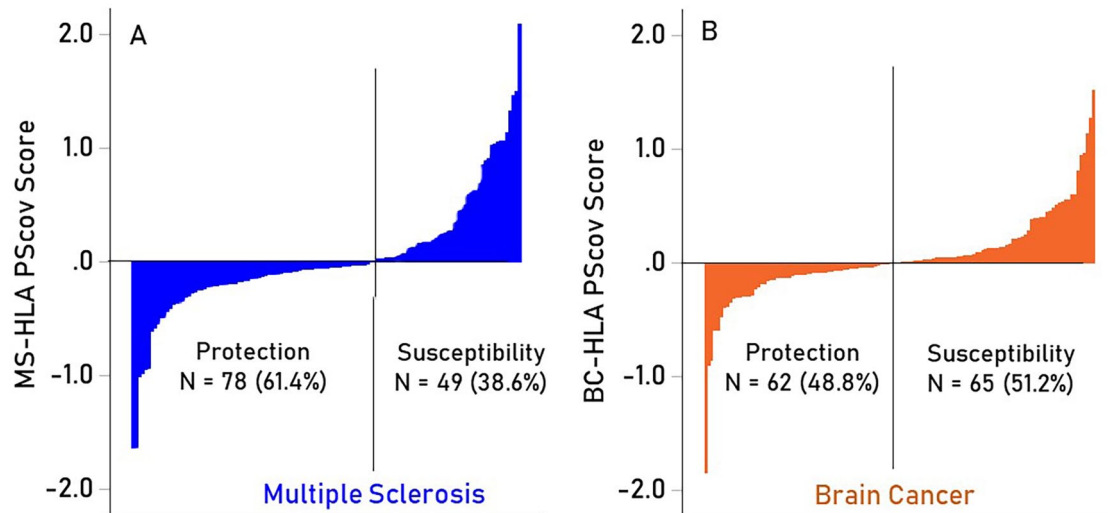 A
MS-HLA PScov Score
2.0
1.0
.0
-1.0
-2.0
Protection
N = 78 (61.4%)
Susceptibility
N = 49 (38.6%)
Multiple Sclerosis
B
BC-HLA PScov Score
2.0
1.0
.0
-1.0
-2.0
Protection
N = 62 (48.8%)
Susceptibility
N = 65 (51.2%)
Brain Cancer